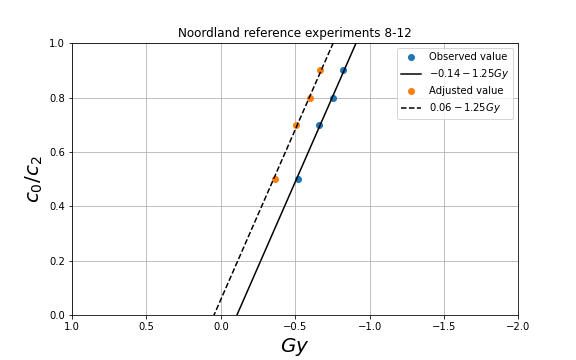 Noordland reference experiments 8-12
Observed value
−0.14 − 1.25Gy
Adjusted value
0.06 − 1.25Gy
1.0
0.8
0.6
0.4
0.2
0.0
c₀/c₂
1.0 0.5 0.0 −0.5 −1.0 −1.5 −2.0
Gy